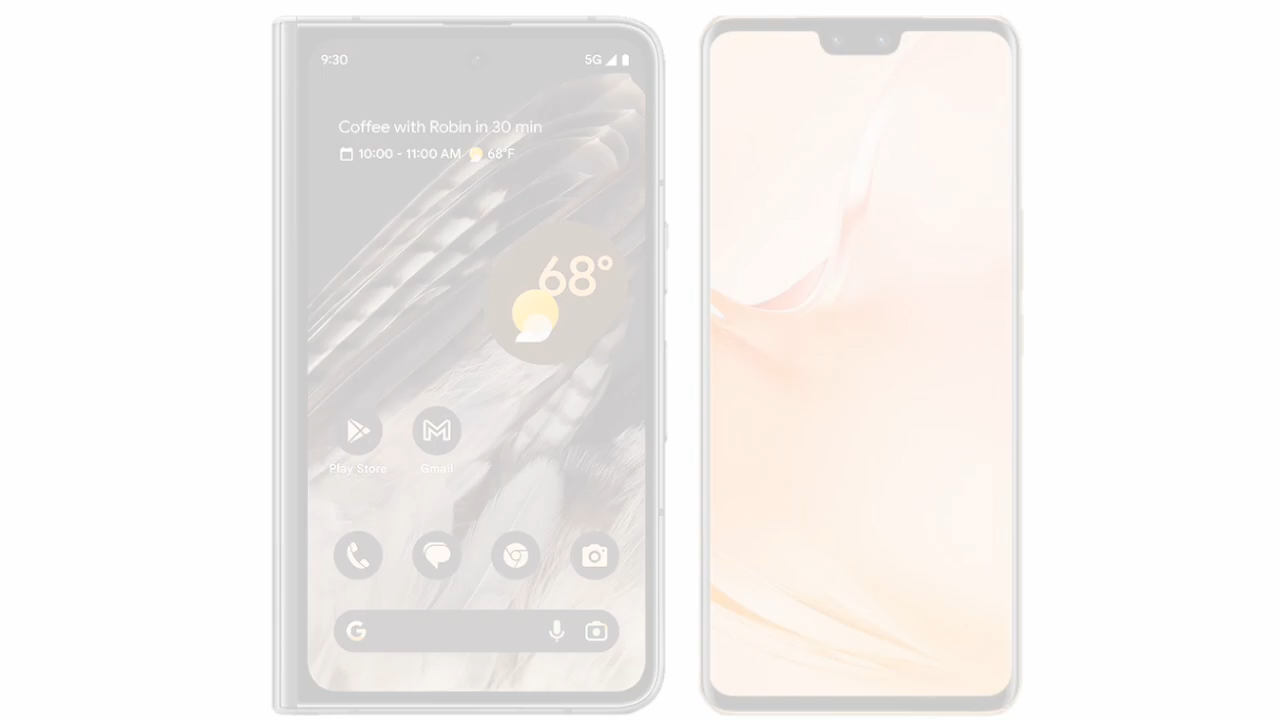 9:30
5G
Coffee with Robin in 30 min
10:00 - 11:00 AM 68°F
68°
Play Store
Gmail